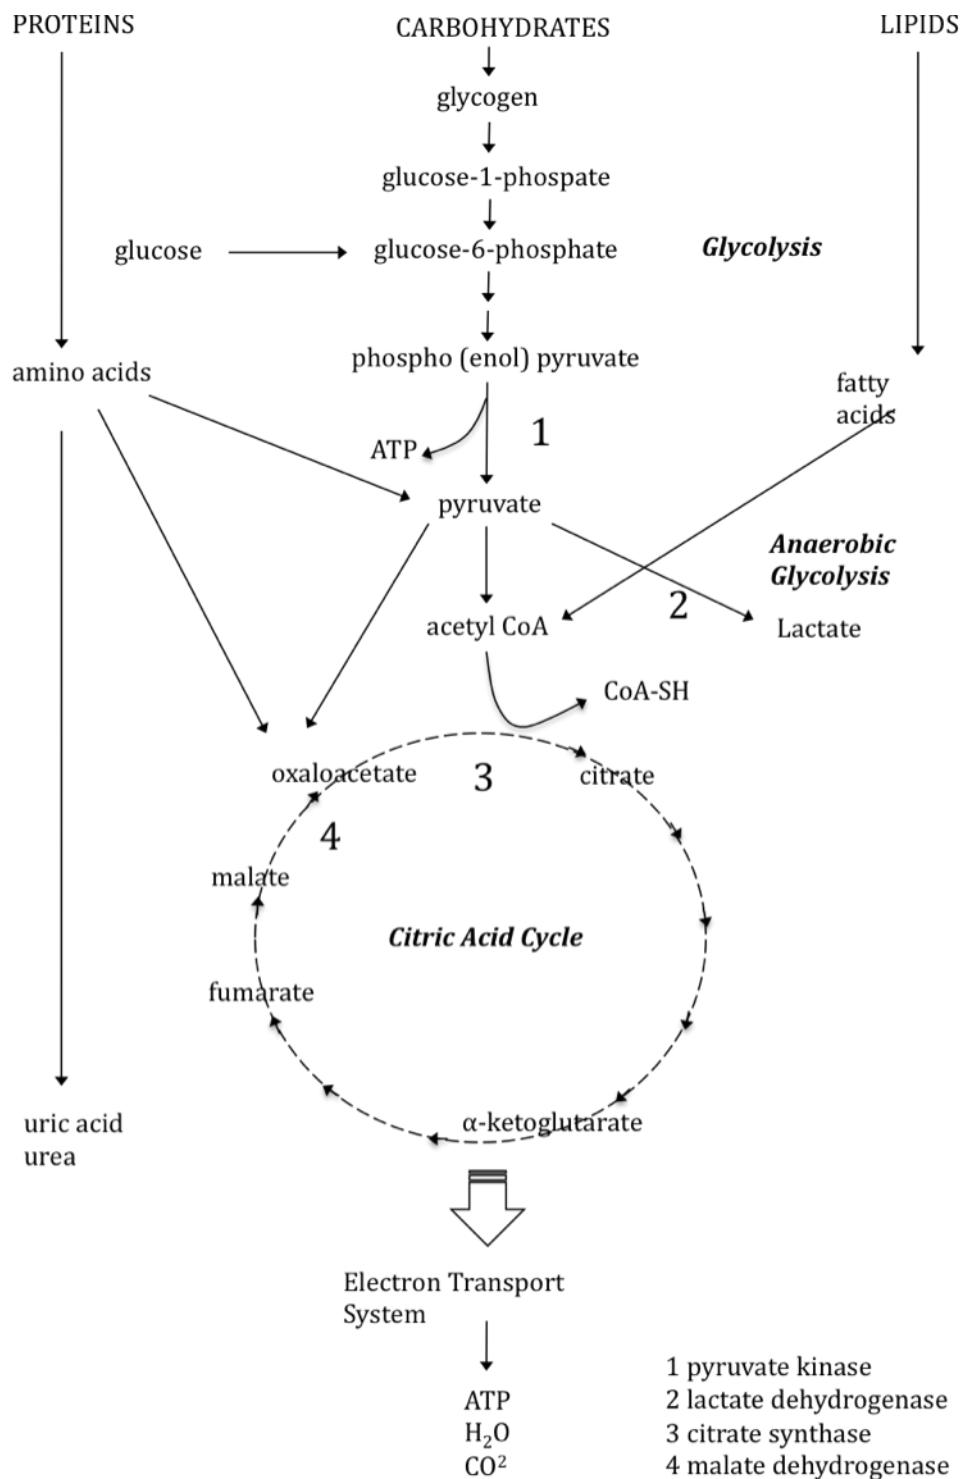 PROTEINS
CARBOHYDRATES
LIPIDS
glycogen
glucose-1-phospate
glucose
glucose-6-phosphate
Glycolysis
phospho (enol) pyruvate
amino acids
fatty
acids
1
ATP
pyruvate
Anaerobic
Glycolysis
2
acetyl CoA
Lactate
CoA-SH
oxaloacetate
3
citrate
4
malate
Citric Acid Cycle
fumarate
α-ketoglutarate
uric acid
urea
Electron Transport
System
ATP
H₂O
CO²
1 pyruvate kinase
2 lactate dehydrogenase
3 citrate synthase
4 malate dehydrogenase